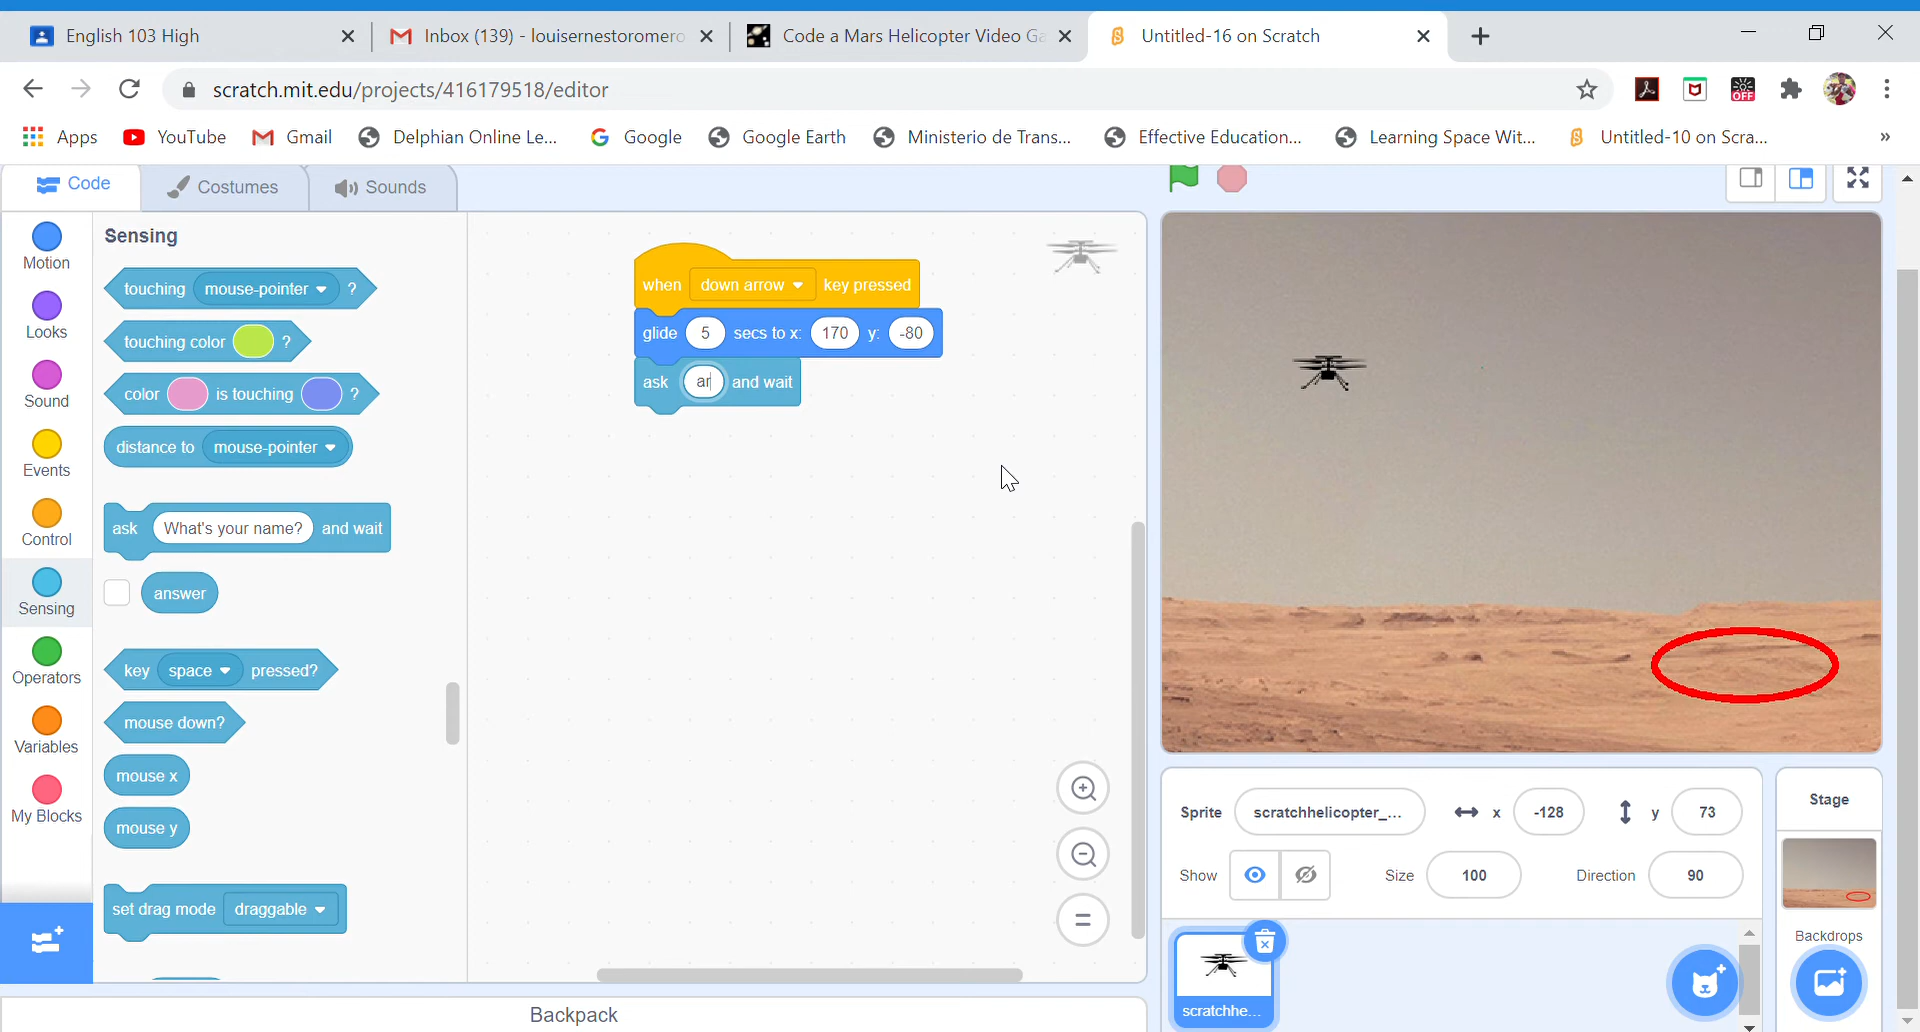 English 103 High
Inbox (139) - louisernestoromero
Code a Mars Helicopter Video Ga
Untitled-16 on Scratch
scratch.mit.edu/projects/416179518/editor
OFF
Apps
YouTube
Gmail
Delphian Online Le...
Google
Google Earth
Ministerio de Trans...
Effective Education...
Learning Space Wit...
Untitled-10 on Scra...
»
Code
Costumes
Sounds
Motion
Looks
Sound
Events
Control
Sensing
Operators
Variables
My Blocks
Sensing
touching mouse-pointer ?
touching color ?
color is touching ?
distance to mouse-pointer
ask What's your name? and wait
answer
key space pressed?
mouse down?
mouse x
mouse y
set drag mode draggable
when down arrow key pressed
glide 5 secs to x: 170 y: -80
ask ar and wait
Backpack
Sprite scratchhelicopter_... x -128 y 73
Show Size 100 Direction 90
scratchhe...
Stage
Backdrops